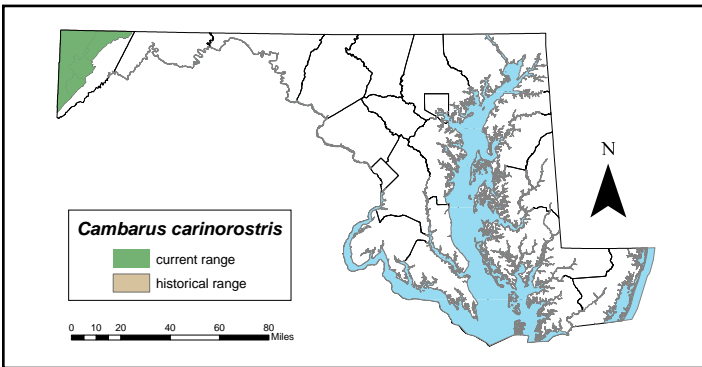 N
Cambarus carinorostris
current range
historical range
0 10 20 40 60 80
Miles